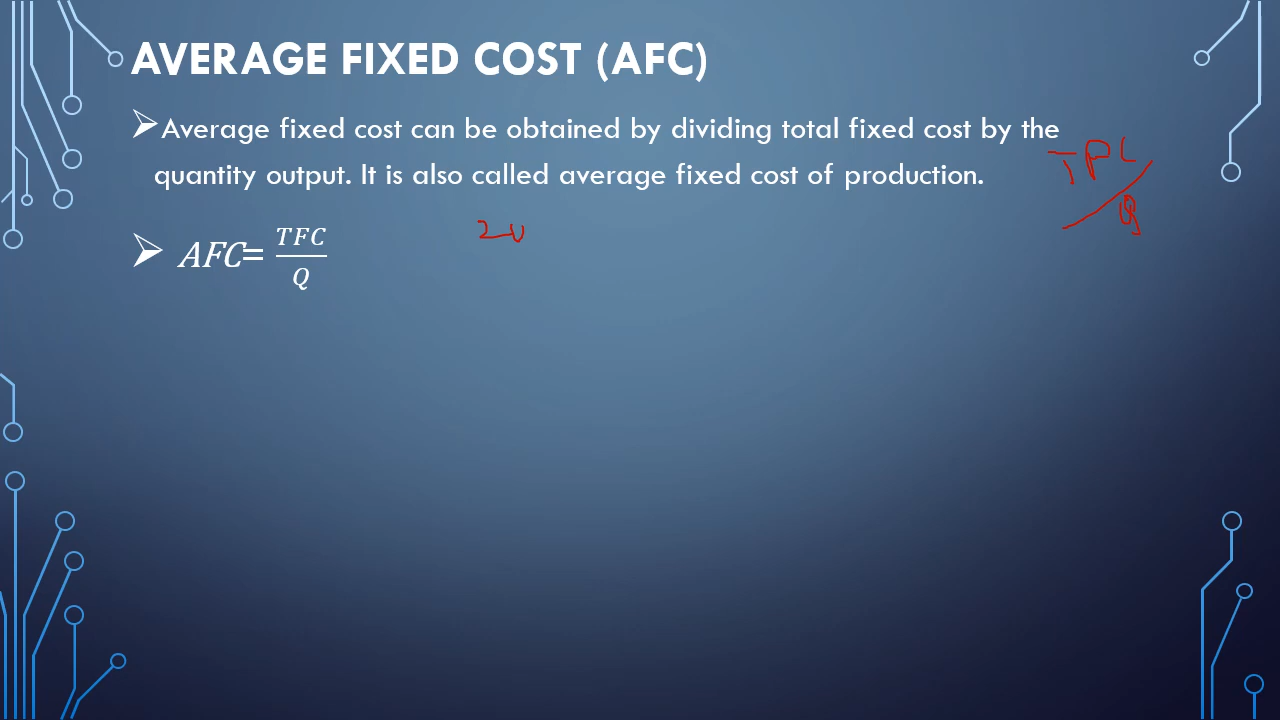 AVERAGE FIXED COST (AFC)
➢Average fixed cost can be obtained by dividing total fixed cost by the
quantity output. It is also called average fixed cost of production.
➢ AFC= TFC/Q